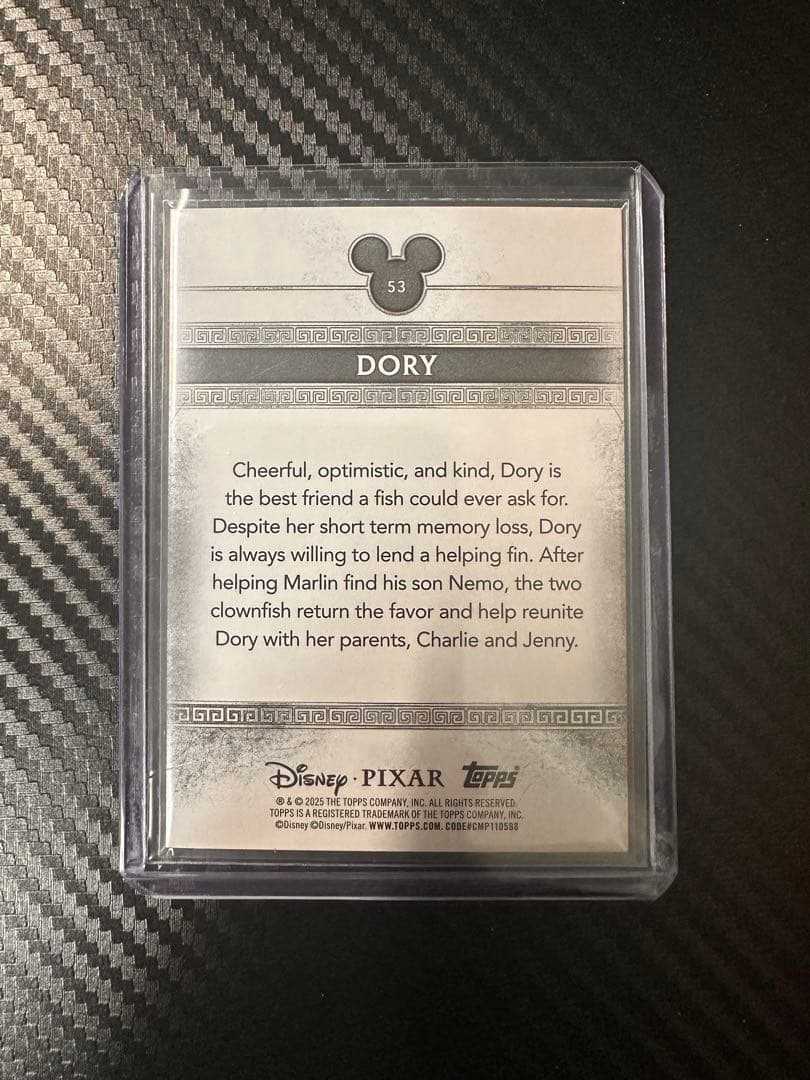 53
DORY
Cheerful, optimistic, and kind, Dory is
the best friend a fish could ever ask for.
Despite her short term memory loss, Dory
is always willing to lend a helping fin. After
helping Marlin find his son Nemo, the two
clownfish return the favor and help reunite
Dory with her parents, Charlie and Jenny.
Disney · PIXAR Topps
® & © 2025 THE TOPPS COMPANY, INC. ALL RIGHTS RESERVED.
TOPPS IS A REGISTERED TRADEMARK OF THE TOPPS COMPANY, INC.
©Disney ©Disney/Pixar. WWW.TOPPS.COM. CODE#CMP110588